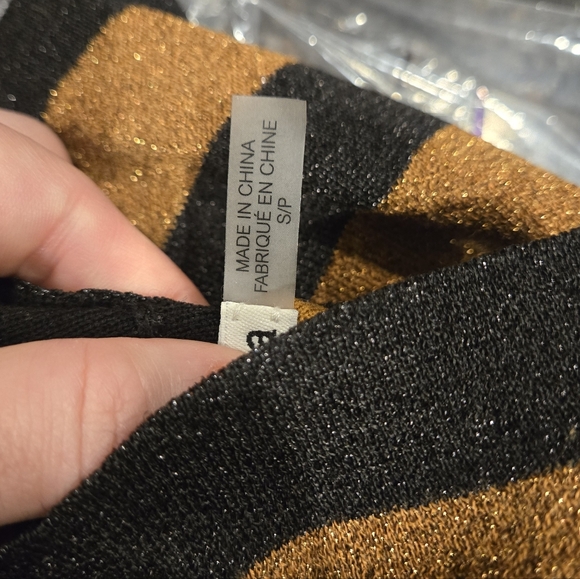 MADE IN CHINA
FABRIQUÉ EN CHINE
S/P
a